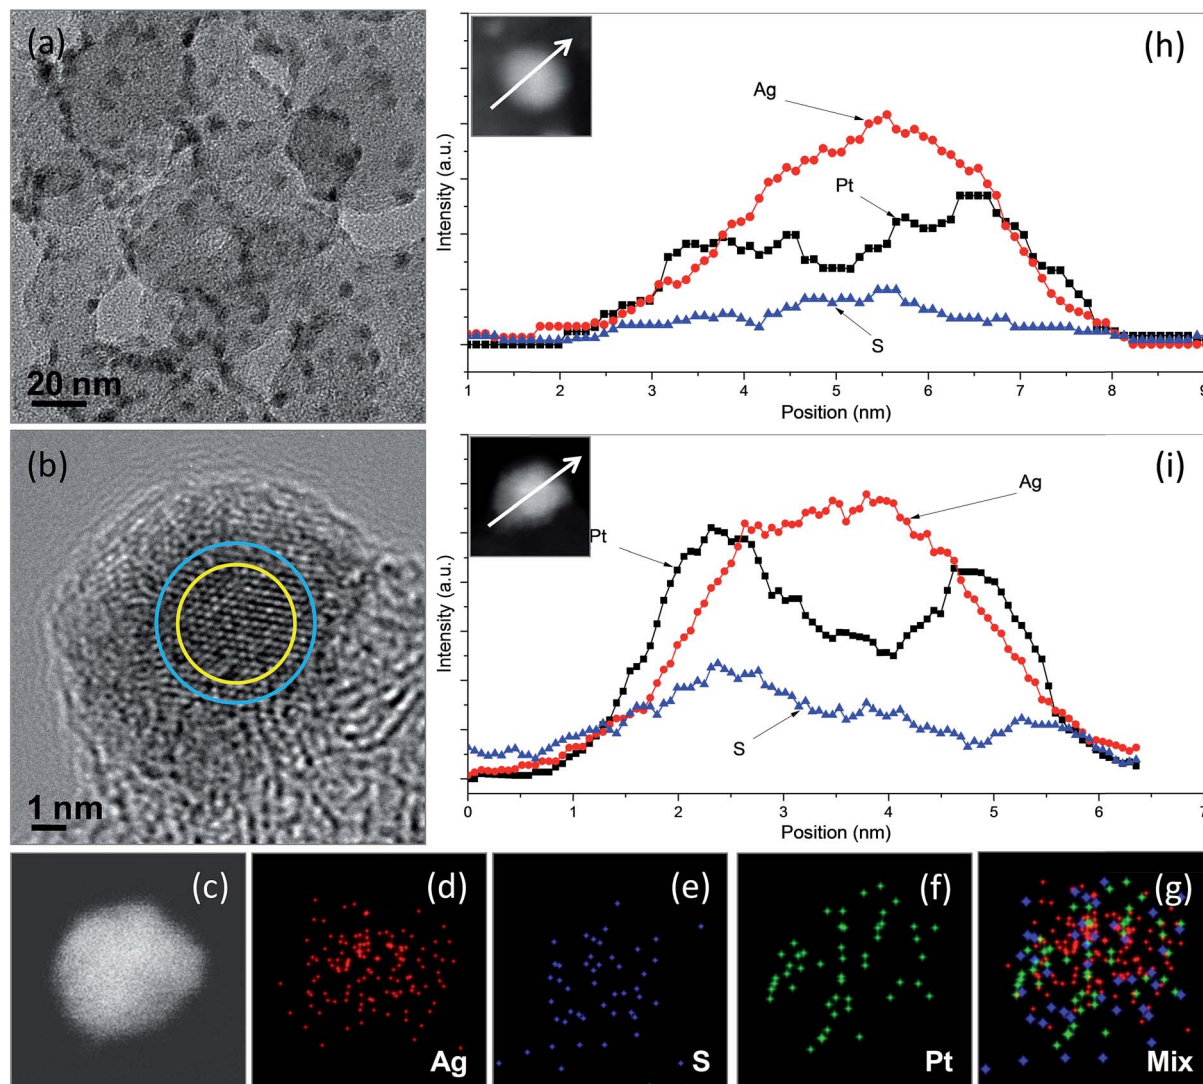 (a)
20 nm
(h)
Intensity (a.u.)
Ag
Pt
S
1 2 3 4 5 6 7 8 9
Position (nm)
(b)
1 nm
(i)
Intensity (a.u.)
Pt
Ag
S
0 1 2 3 4 5 6 7
Position (nm)
(c)
(d)
Ag
(e)
S
(f)
Pt
(g)
Mix